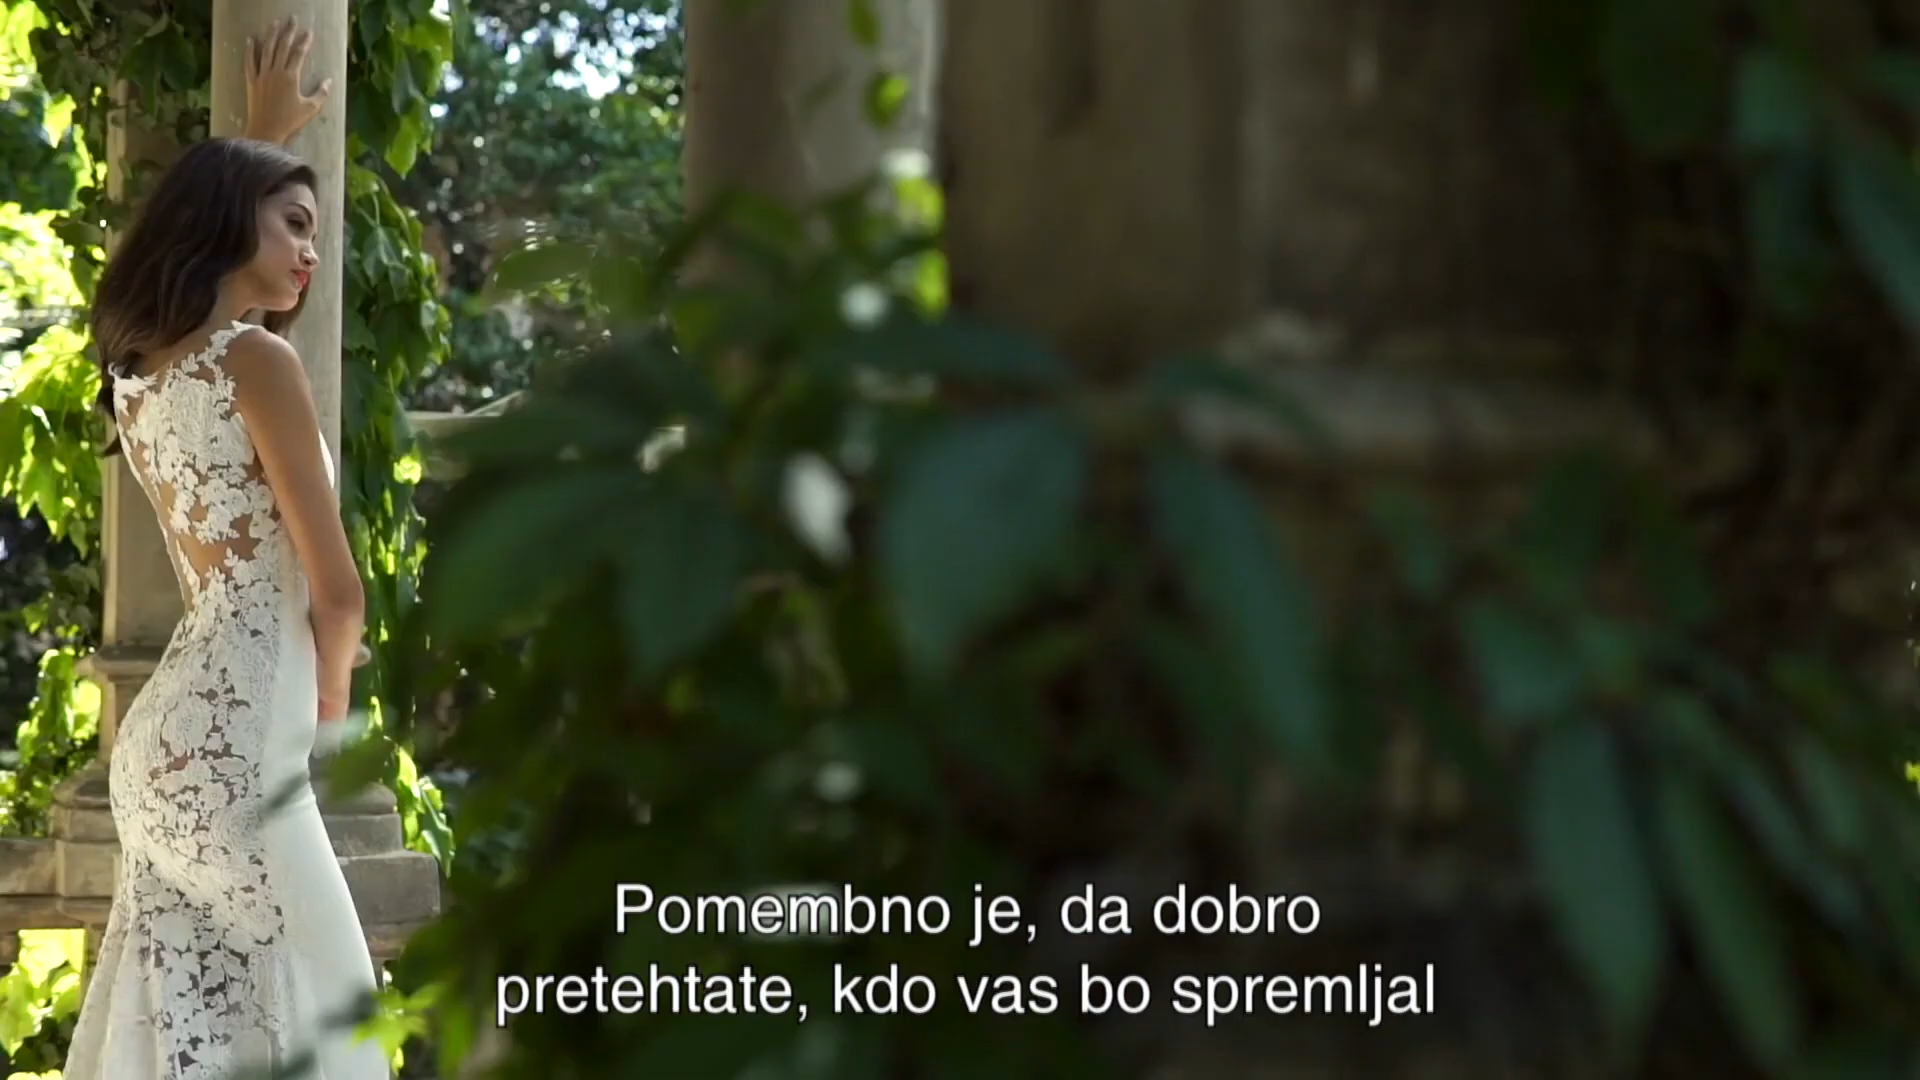 Pomembno je, da dobro
pretehtate, kdo vas bo spremljal